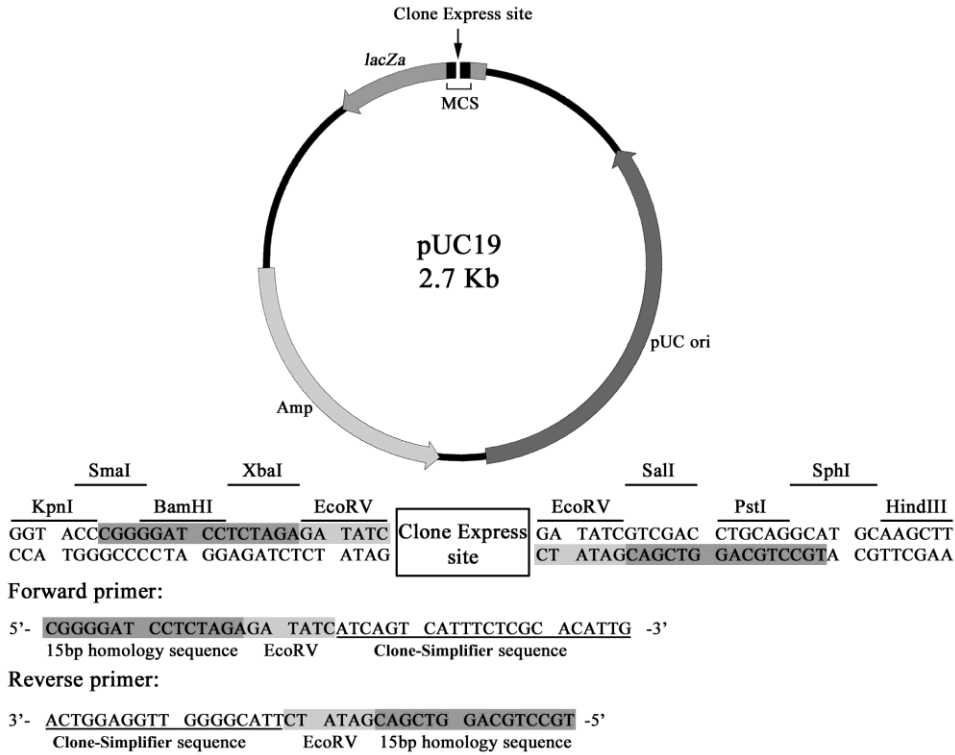 Clone Express site
lacZa
MCS
pUC19
2.7 Kb
pUC ori
Amp
SmaI XbaI SalI SphI
KpnI BamHI EcoRV EcoRV PstI HindIII
GGT ACCCGGGGAT CCTCTAGAGA TATC Clone Express GA TATCGTCGAC CTGCAGGCAT GCAAGCTT
CCA TGGGCCCCTA GGAGATCTCT ATAG site CT ATAGCAGCTG GACGTCCGTA CGTTCGAA
Forward primer:
5'- CGGGGAT CCTCTAGAGA TATCATCAGT CATTTCTCGC ACATTG -3'
15bp homology sequence EcoRV Clone-Simplifier sequence
Reverse primer:
3'- ACTGGAGGTT GGGGCATTCT ATAGCAGCTG GACGTCCGT -5'
Clone-Simplifier sequence EcoRV 15bp homology sequence